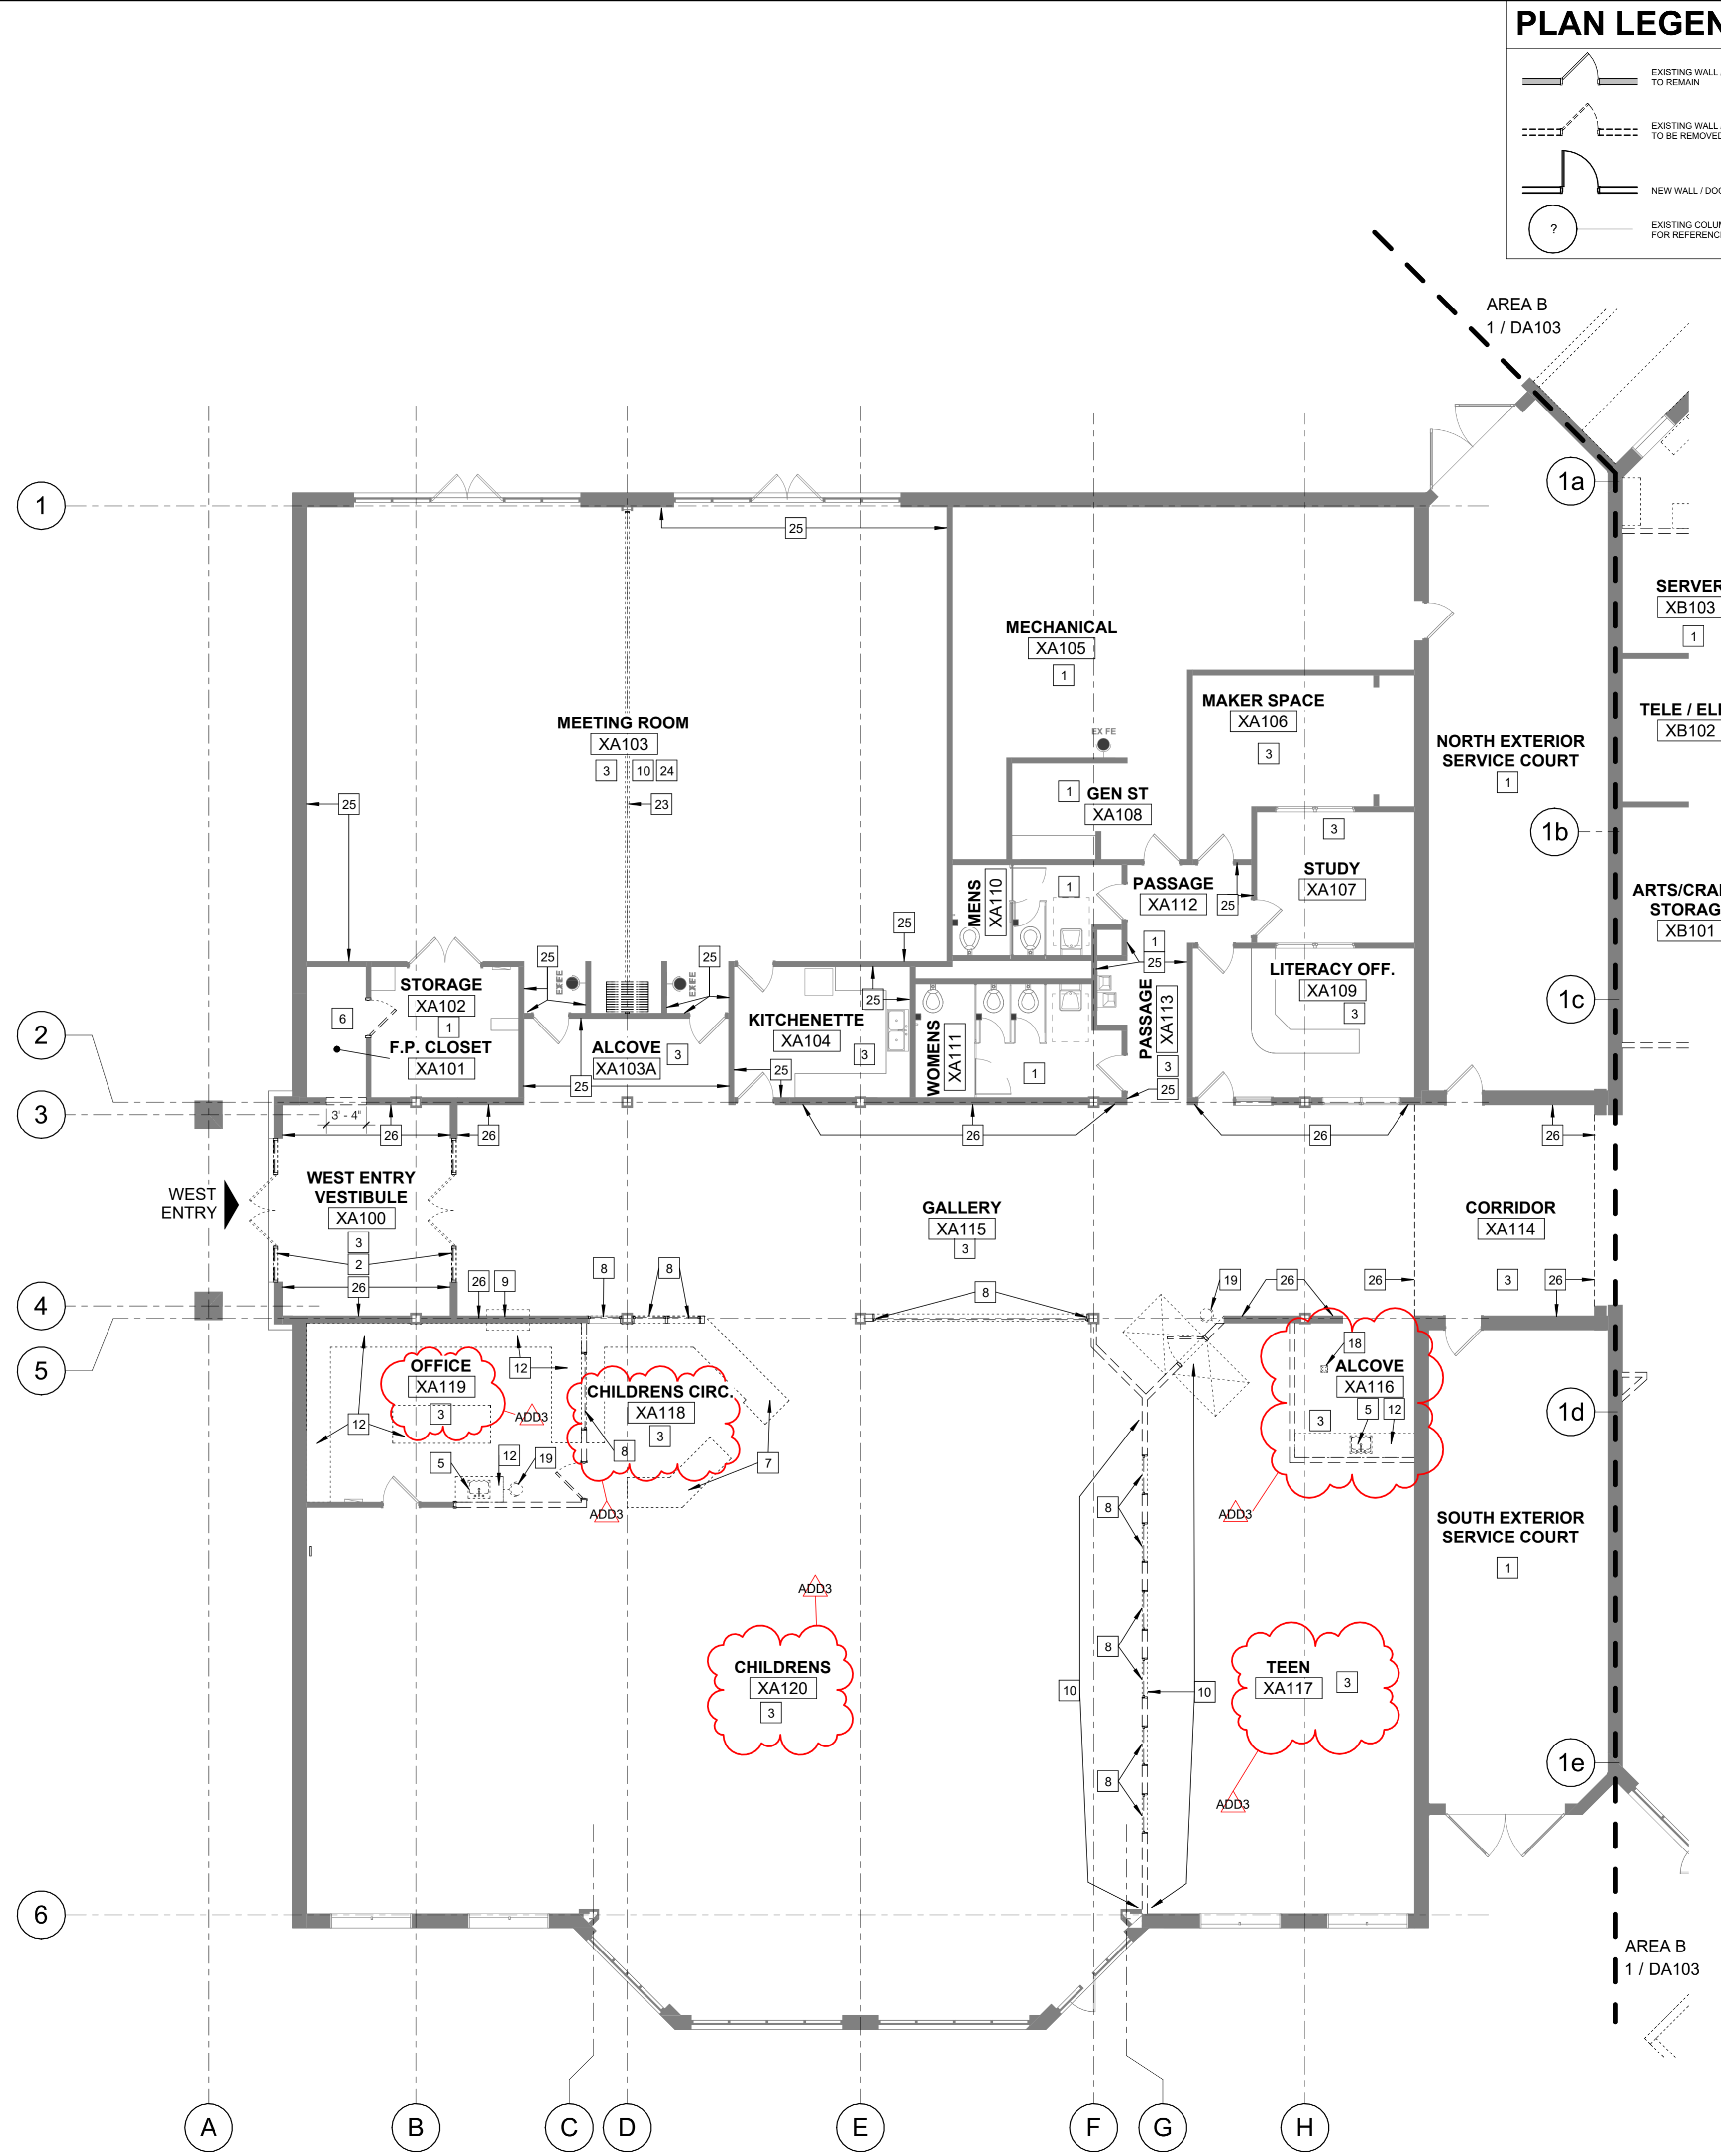 PLAN LEGEN
EXISTING WALL
TO REMAIN
EXISTING WALL
TO BE REMOVED
NEW WALL / DOO
?
EXISTING COLUM
FOR REFERENCE
AREA B
1 / DA103
1a
1
25
SERVER
XB103
1
MECHANICAL
XA105
1
MAKER SPACE
XA106
3
TELE / ELE
XB102
MEETING ROOM
XA103
3
10
24
23
EX FE
NORTH EXTERIOR
SERVICE COURT
1
25
1
GEN ST
XA108
3
1b
STUDY
XA107
MENS
XA110
1
PASSAGE
XA112
25
ARTS/CRA
STORAG
XB101
25
1
25
25
25
25
LITERACY OFF.
XA109
3
STORAGE
XA102
1
EX FE
EX FE
25
1c
6
F.P. CLOSET
XA101
ALCOVE
XA103A
3
KITCHENETTE
XA104
3
WOMENS
XA111
1
PASSAGE
XA113
3
25
2
25
25
3
3' - 4"
26
26
26
26
26
WEST
ENTRY
WEST ENTRY
VESTIBULE
XA100
3
2
26
GALLERY
XA115
3
CORRIDOR
XA114
3
26
4
26
9
8
8
8
19
26
26
5
OFFICE
XA119
3
12
12
ADD3
CHILDRENS CIRC.
XA118
3
8
7
18
ALCOVE
XA116
3
5
12
1d
5
12
19
ADD3
8
ADD3
SOUTH EXTERIOR
SERVICE COURT
1
ADD3
CHILDRENS
XA120
3
8
10
10
TEEN
XA117
3
8
ADD3
1e
6
AREA B
1 / DA103
A
B
C
D
E
F
G
H